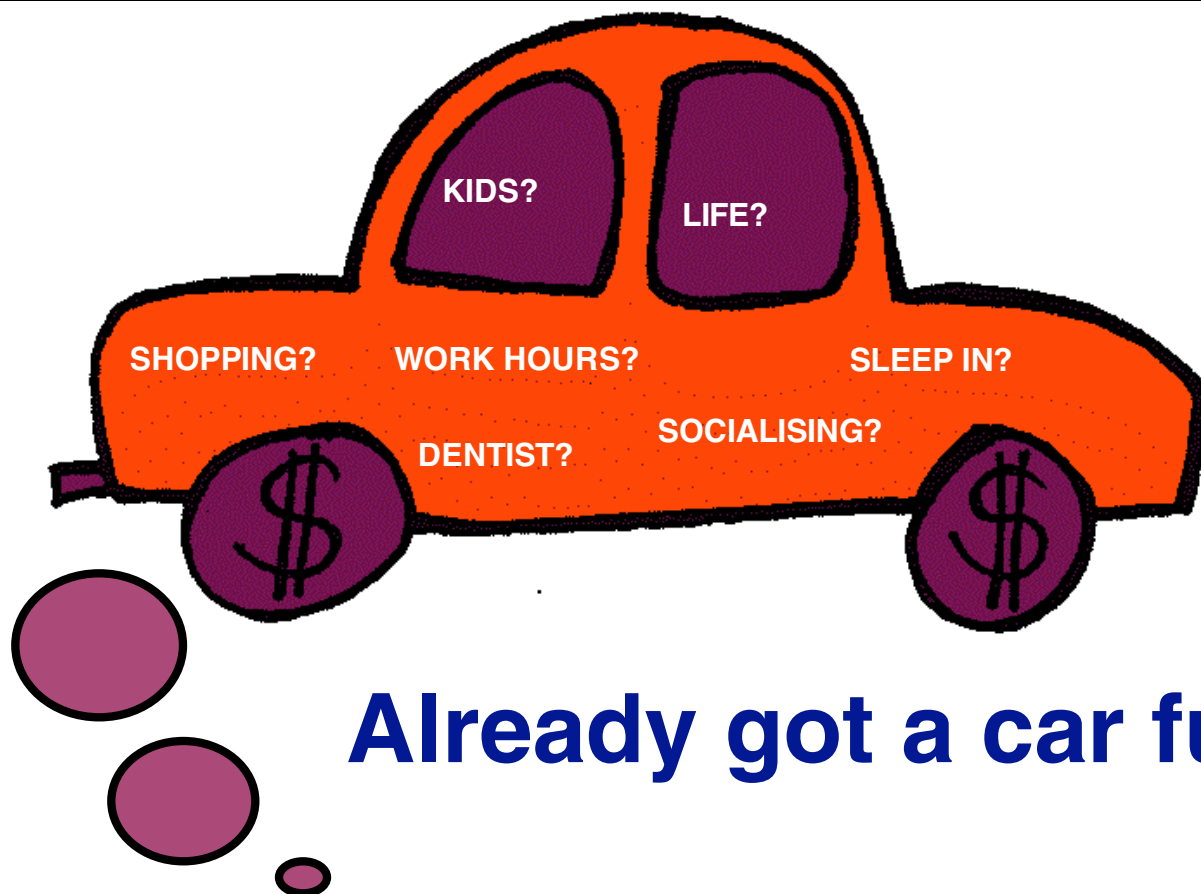 KIDS?
LIFE?
SHOPPING? WORK HOURS? SLEEP IN?
SOCIALISING?
DENTIST?
$ $
Already got a car